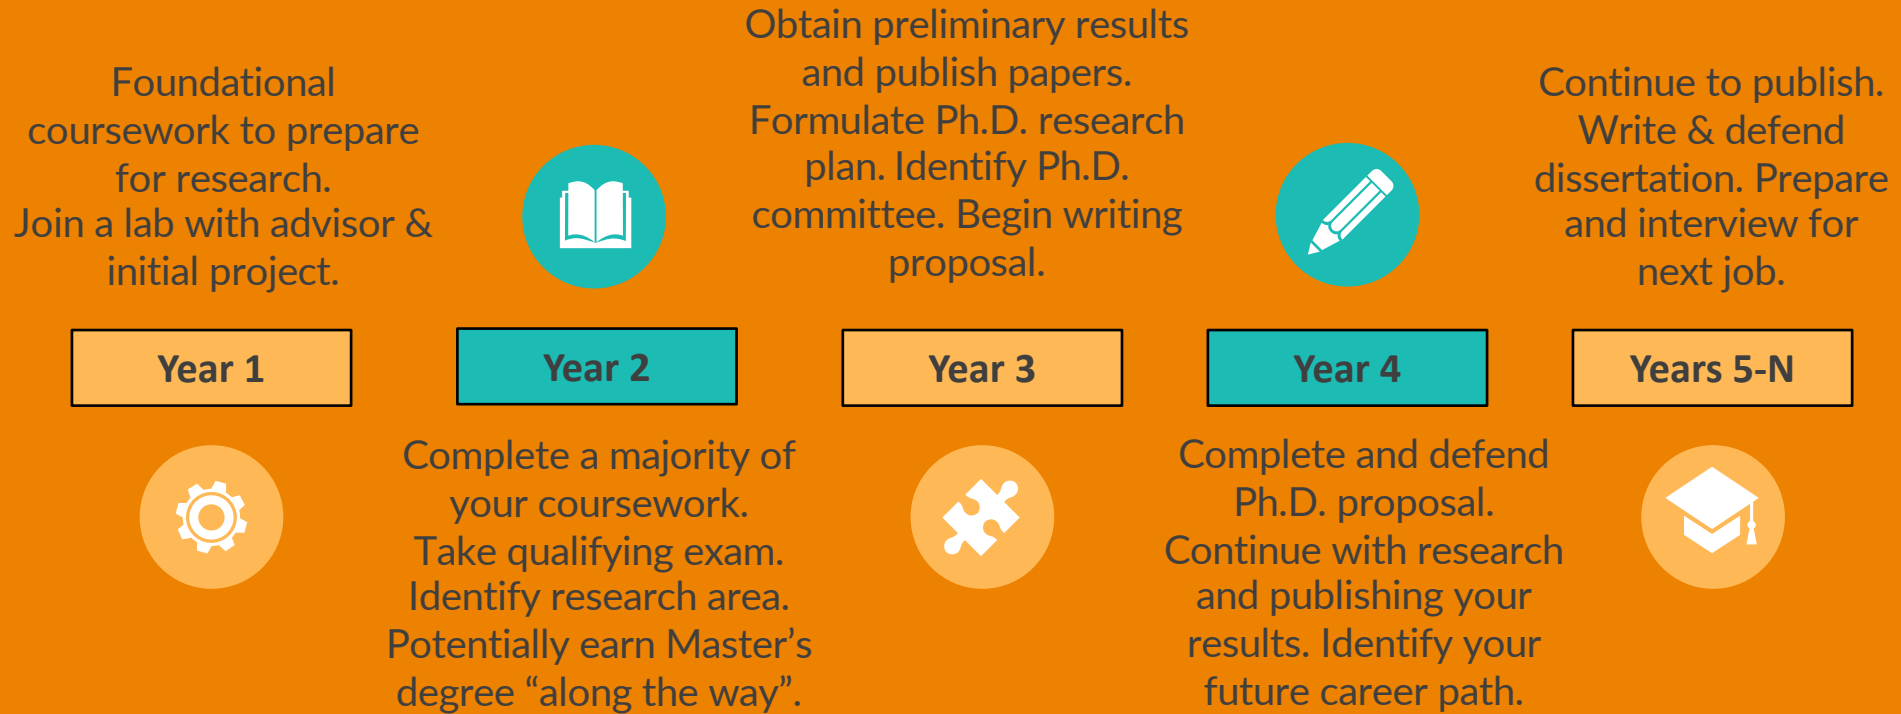 Foundational
coursework to prepare
for research.
Join a lab with advisor &
initial project.
Year 1
Year 2
Complete a majority of
your coursework.
Take qualifying exam.
Identify research area.
Potentially earn Master’s
degree “along the way”.
Obtain preliminary results
and publish papers.
Formulate Ph.D. research
plan. Identify Ph.D.
committee. Begin writing
proposal.
Year 3
Year 4
Complete and defend
Ph.D. proposal.
Continue with research
and publishing your
results. Identify your
future career path.
Continue to publish.
Write & defend
dissertation. Prepare
and interview for
next job.
Years 5-N